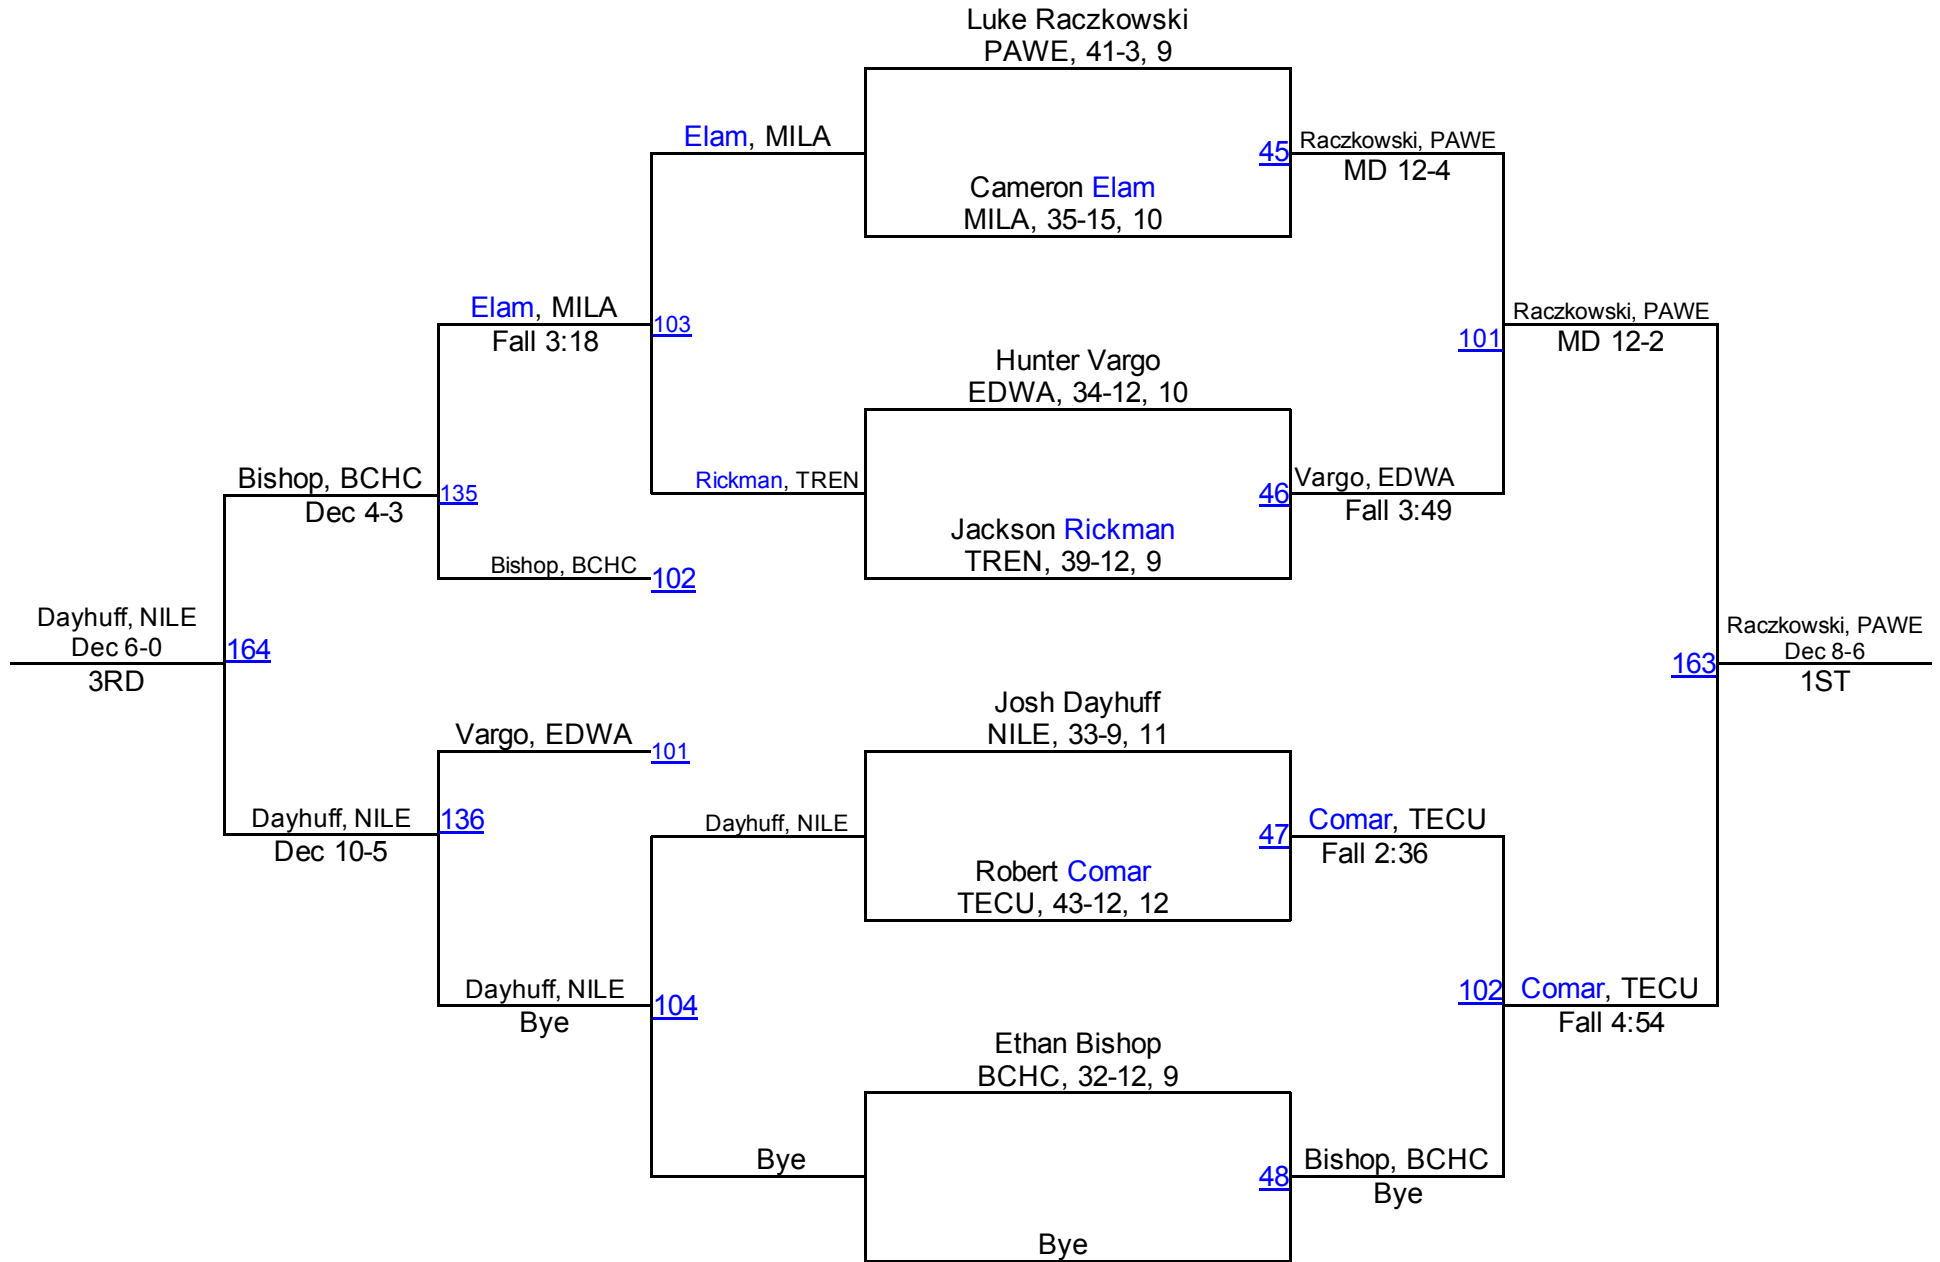 Luke Raczkowski
PAWE, 41-3, 9
Elam, MILA
45
Raczkowski, PAWE
MD 12-4
Cameron Elam
MILA, 35-15, 10
Elam, MILA
Fall 3:18
103
Raczkowski, PAWE
MD 12-2
101
Hunter Vargo
EDWA, 34-12, 10
Bishop, BCHC
Dec 4-3
135
Rickman, TREN
46
Vargo, EDWA
Fall 3:49
Jackson Rickman
TREN, 39-12, 9
Bishop, BCHC
102
Dayhuff, NILE
Dec 6-0
3RD
164
163
Raczkowski, PAWE
Dec 8-6
1ST
Josh Dayhuff
NILE, 33-9, 11
Vargo, EDWA
101
Dayhuff, NILE
Dec 10-5
136
Dayhuff, NILE
47
Comar, TECU
Fall 2:36
Robert Comar
TECU, 43-12, 12
Dayhuff, NILE
Bye
104
102
Comar, TECU
Fall 4:54
Ethan Bishop
BCHC, 32-12, 9
Bye
48
Bishop, BCHC
Bye
Bye